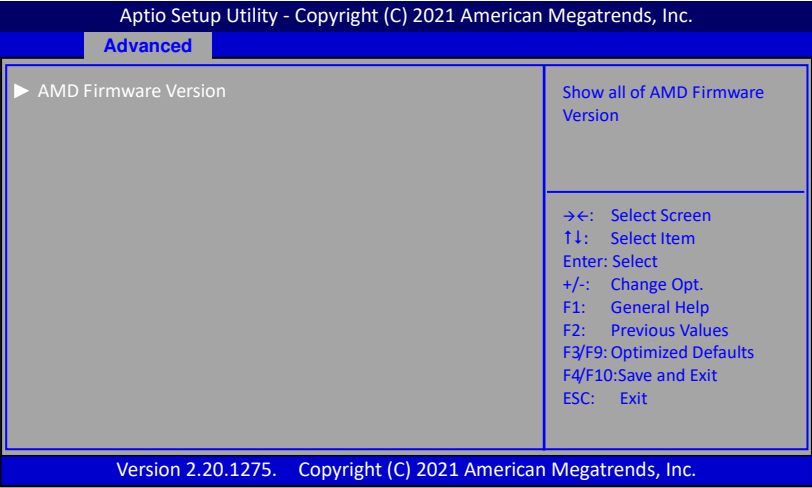 Aptio Setup Utility - Copyright (C) 2021 American Megatrends, Inc.
Advanced
► AMD Firmware Version
Show all of AMD Firmware
Version
→←: Select Screen
↑↓: Select Item
Enter: Select
+/-: Change Opt.
F1: General Help
F2: Previous Values
F3/F9: Optimized Defaults
F4/F10:Save and Exit
ESC: Exit
Version 2.20.1275. Copyright (C) 2021 American Megatrends, Inc.